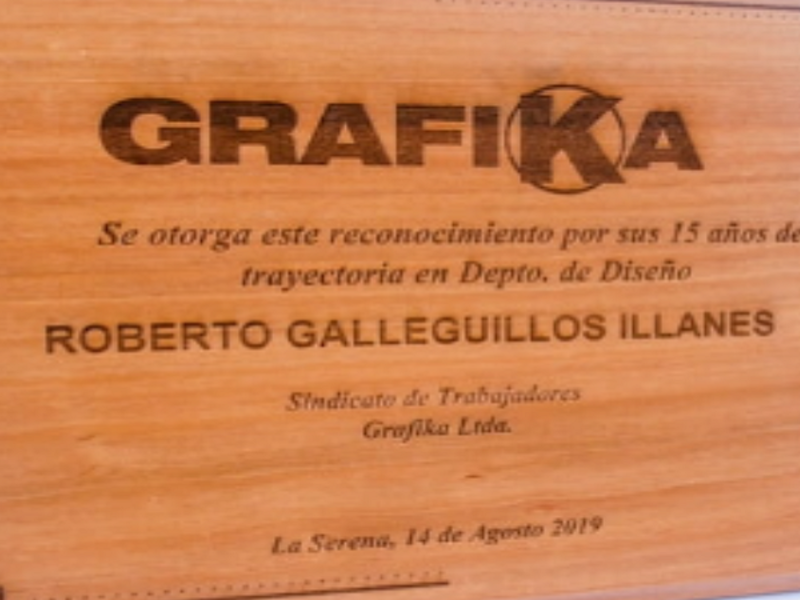 GRAFIKA
Se otorga este reconocimiento por sus 15 años de
trayectoria en Depto. de Diseño
ROBERTO GALLEGUILLOS ILLANES
Sindicato de Trabajadores
Grafika Ltda.
La Serena, 14 de Agosto 2019